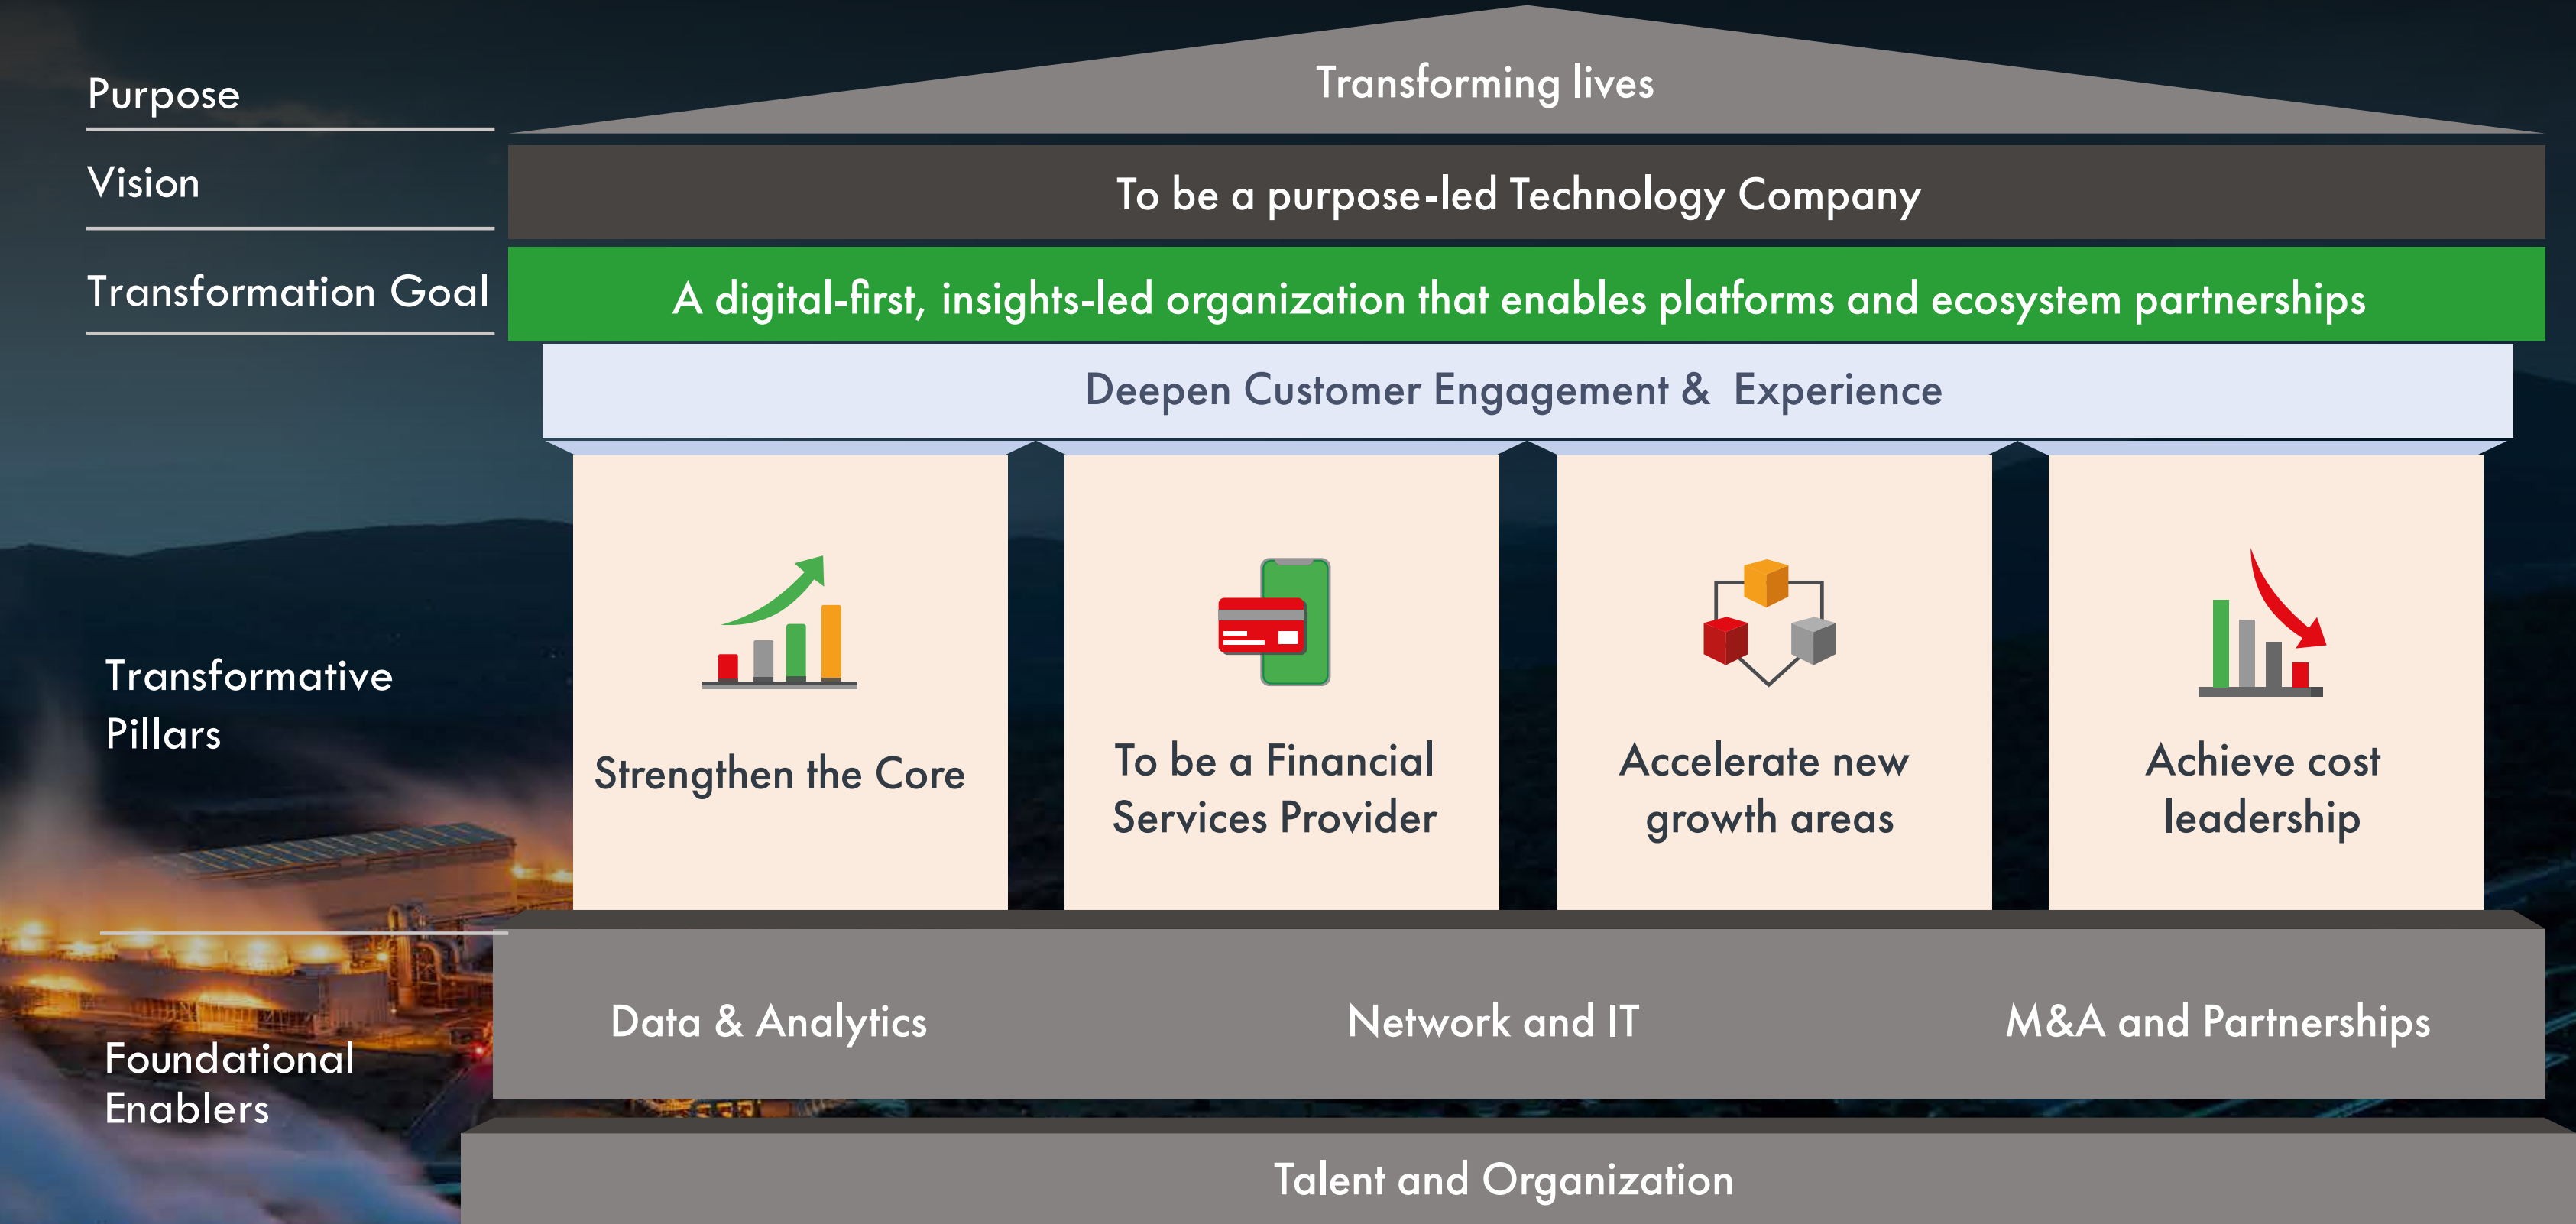 Purpose
Transforming lives
Vision
To be a purpose-led Technology Company
Transformation Goal
A digital-first, insights-led organization that enables platforms and ecosystem partnerships
Deepen Customer Engagement & Experience
Transformative
Pillars
Strengthen the Core
To be a Financial
Services Provider
Accelerate new
growth areas
Achieve cost
leadership
Foundational
Enablers
Data & Analytics
Network and IT
M&A and Partnerships
Talent and Organization